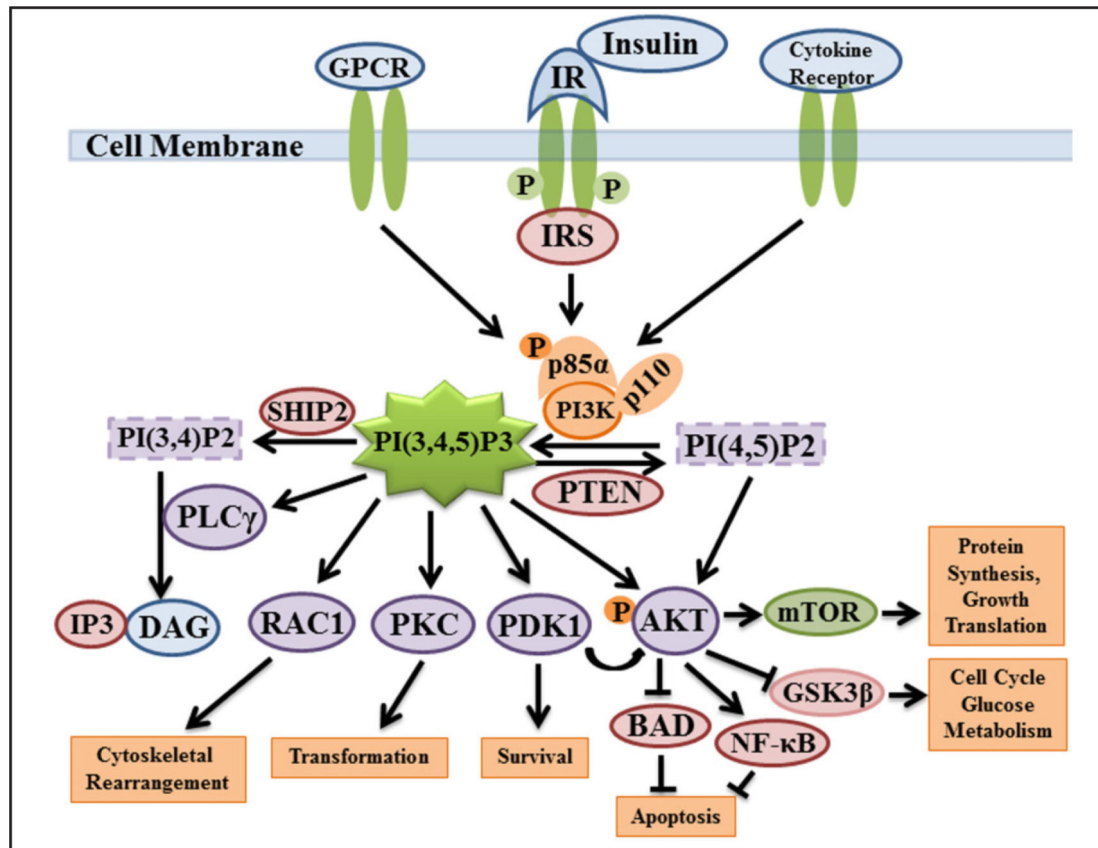 GPCR
Insulin
IR
Cytokine
Receptor
Cell Membrane
P
P
IRS
P
p85α
p110
PI3K
SHIP2
PI(3,4)P2
PI(3,4,5)P3
PI(4,5)P2
PTEN
PLCγ
IP3
DAG
RAC1
PKC
PDK1
P
AKT
mTOR
Protein
Synthesis,
Growth
Translation
GSK3β
Cell Cycle
Glucose
Metabolism
BAD
NF-κB
Cytoskeletal
Rearrangement
Transformation
Survival
Apoptosis